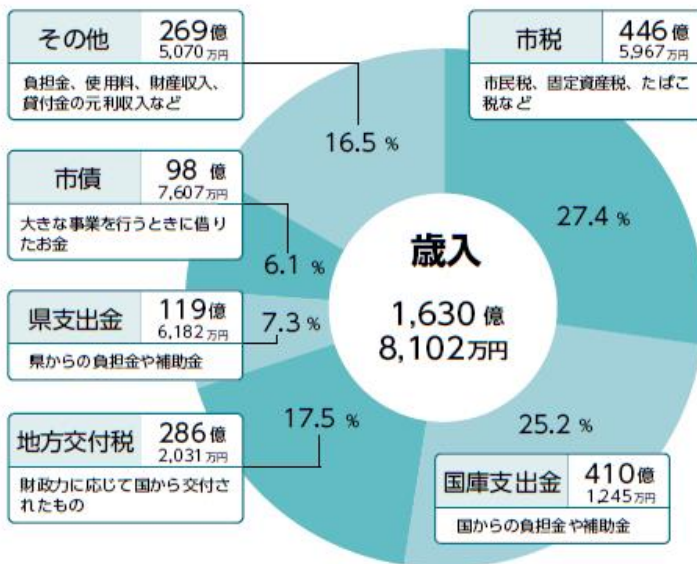 その他
269億
5,070万円
負担金、使用料、財産収入、
貸付金の元利収入など
16.5 %
市税
446億
5,967万円
市民税、固定資産税、たばこ
税など
27.4 %
市債
98 億
7,607万円
大きな事業を行うときに借り
たお金
6.1 %
歳入
1,630 億
8,102万円
県支出金
119億
6,182万円
県からの負担金や補助金
7.3 %
地方交付税
286億
2,031万円
財政力に応じて国から交付さ
れたもの
17.5 %
25.2 %
国庫支出金
410億
1,245万円
国からの負担金や補助金